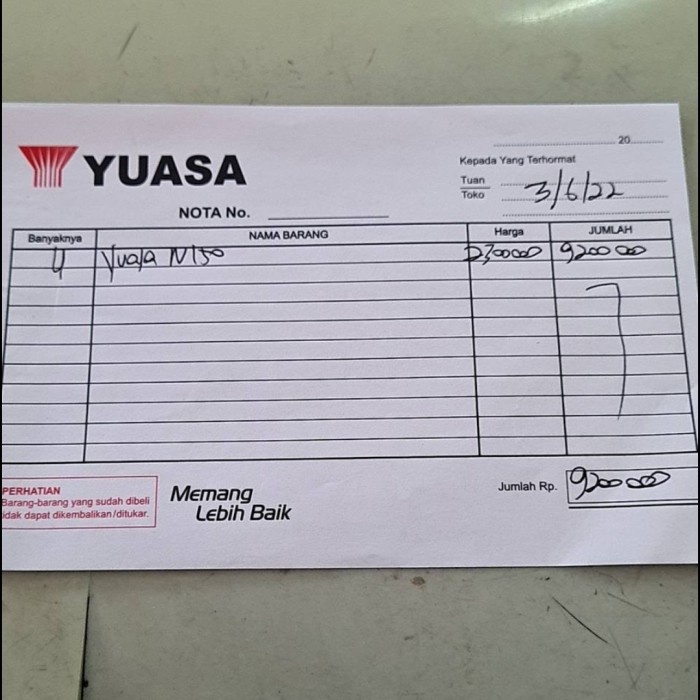 YUASA
20
Kepada Yang Terhormat
Tuan
Toko
3/6/22
NOTA No.
Banyaknya NAMA BARANG Harga JUMLAH
4 Yuasa N150 2300000 9200000
PERHATIAN
Barang-barang yang sudah dibeli
idak dapat dikembalikan/ditukar.
Memang
Lebih Baik
Jumlah Rp. 9200000